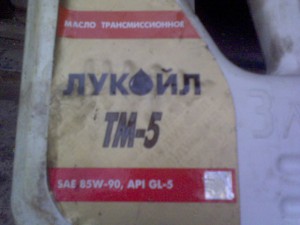 МАСЛО ТРАНСМИССИОННОЕ
ЛУКОЙЛ
ТМ-5
SAE 85W-90, API GL-5